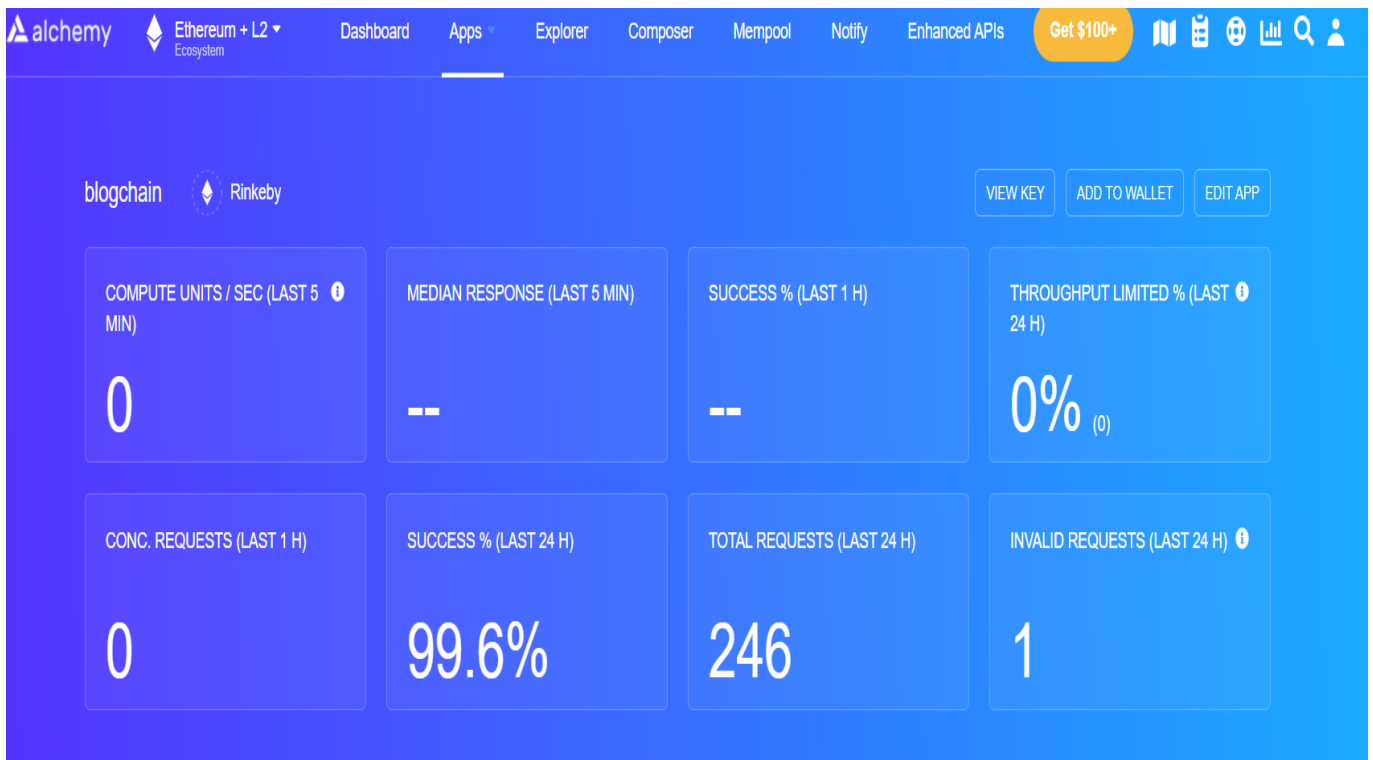 alchemy
Ethereum + L2
Ecosystem
Dashboard
Apps
Explorer
Composer
Mempool
Notify
Enhanced APIs
Get $100+
blogchain
Rinkeby
VIEW KEY
ADD TO WALLET
EDIT APP
COMPUTE UNITS / SEC (LAST 5
MIN)
0
MEDIAN RESPONSE (LAST 5 MIN)
--
SUCCESS % (LAST 1 H)
--
THROUGHPUT LIMITED % (LAST
24 H)
0% (0)
CONC. REQUESTS (LAST 1 H)
0
SUCCESS % (LAST 24 H)
99.6%
TOTAL REQUESTS (LAST 24 H)
246
INVALID REQUESTS (LAST 24 H)
1